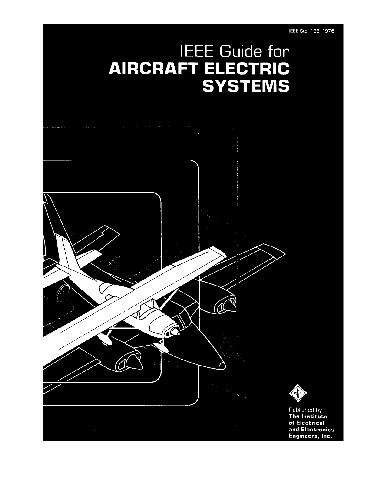 IEEE Std 128-1976
IEEE Guide for
AIRCRAFT ELECTRIC
SYSTEMS
Published by
The Institute
of Electrical
and Electronics
Engineers, Inc.